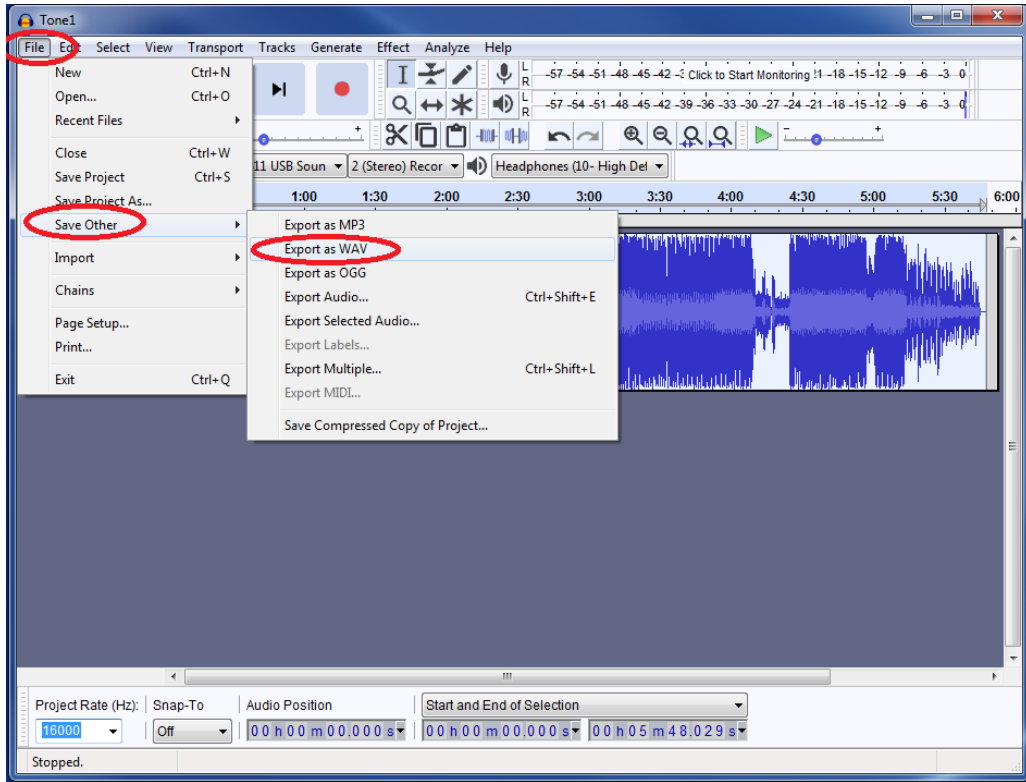 Tone1
File Edit Select View Transport Tracks Generate Effect Analyze Help
New Ctrl+N
Open... Ctrl+O
Recent Files
Close Ctrl+W
Save Project Ctrl+S
Save Project As...
Save Other
Import
Chains
Page Setup...
Print...
Exit Ctrl+Q
L
R
-57 -54 -51 -48 -45 -42 -3 Click to Start Monitoring !1 -18 -15 -12 -9 -6 -3 0
L
R
-57 -54 -51 -48 -45 -42 -39 -36 -33 -30 -27 -24 -21 -18 -15 -12 -9 -6 -3 0
11 USB Soun 2 (Stereo) Recor Headphones (10- High Del
1:00 1:30 2:00 2:30 3:00 3:30 4:00 4:30 5:00 5:30 6:00
Export as MP3
Export as WAV
Export as OGG
Export Audio... Ctrl+Shift+E
Export Selected Audio...
Export Labels...
Export Multiple... Ctrl+Shift+L
Export MIDI...
Save Compressed Copy of Project...
Project Rate (Hz): Snap-To Audio Position Start and End of Selection
16000 Off 00 h 00 m 00.000 s 00 h 00 m 00.000 s 00 h 05 m 48.029 s
Stopped.